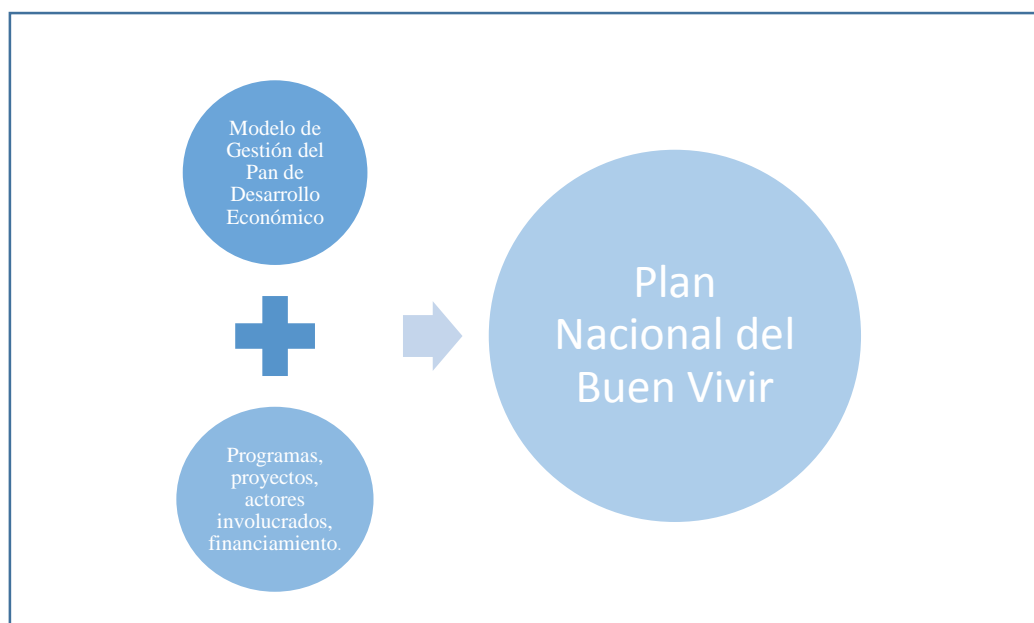 Modelo de
Gestión del
Pan de
Desarrollo
Económico
Programas,
proyectos,
actores
involucrados,
financiamiento.
Plan
Nacional del
Buen Vivir